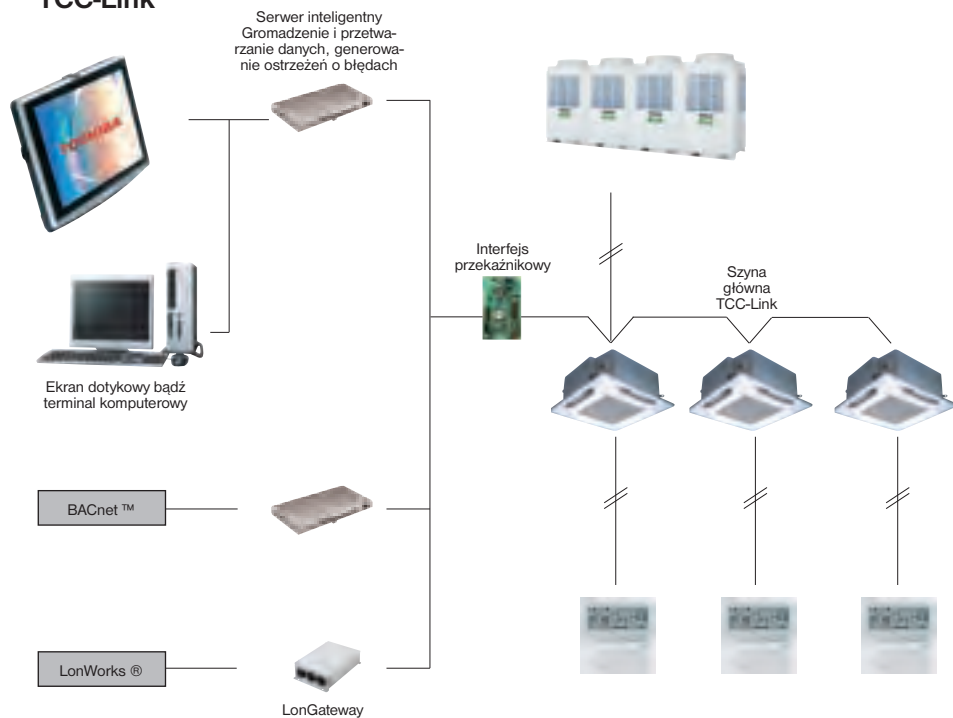 TCC-Link
Serwer inteligentny
Gromadzenie i przetwa-
rzanie danych, generowa-
nie ostrzeżeń o błędach
TOSHIBA
Interfejs
przekaźnikowy
Szyna
główna
TCC-Link
Ekran dotykowy bądź
terminal komputerowy
BACnet ™
LonWorks ®
LonGateway